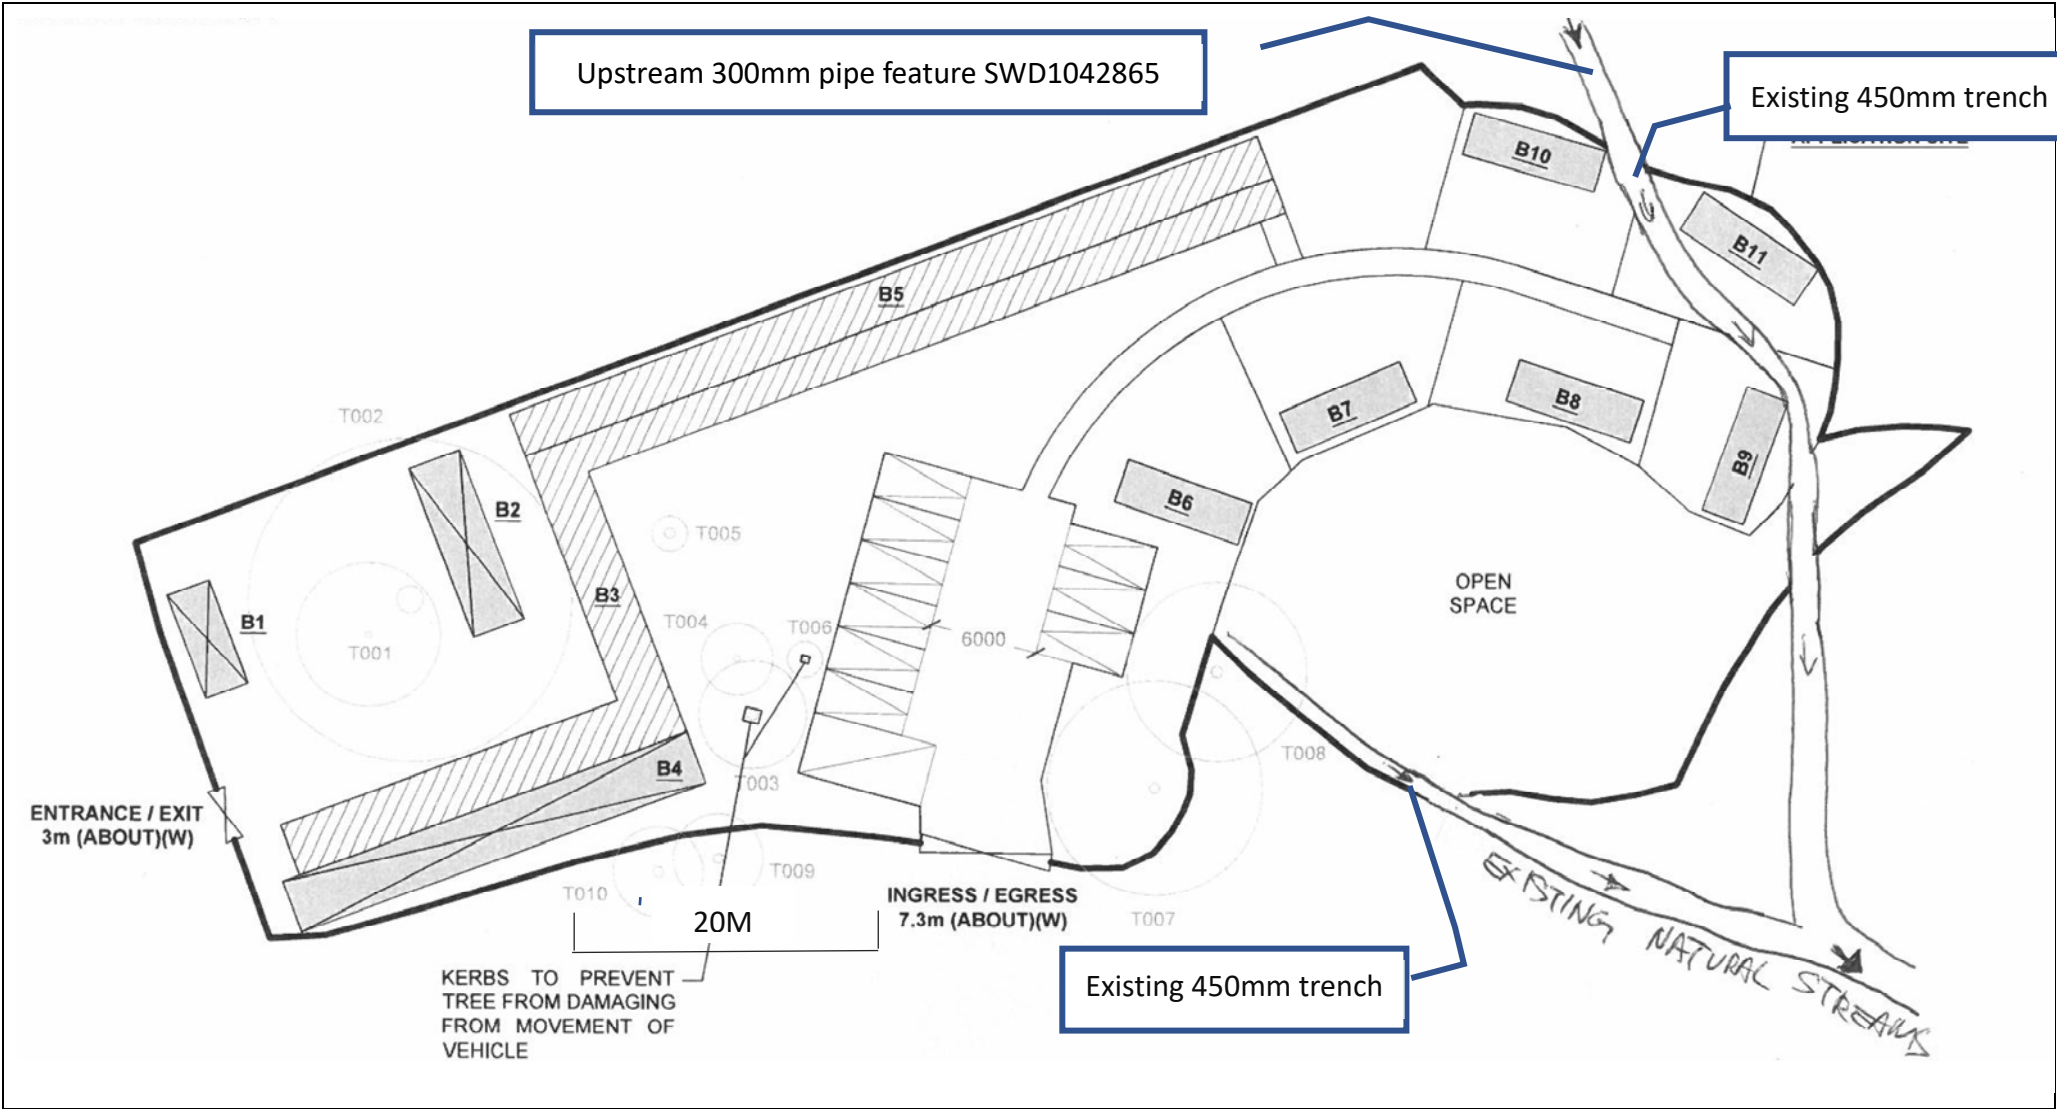 Upstream 300mm pipe feature SWD1042865
Existing 450mm trench
APPLICATION SITE
B10
B11
B5
T002
B7
B8
B9
B2
B6
T005
B1
B3
T004
T006
6000
OPEN
SPACE
T001
T008
B4
T003
ENTRANCE / EXIT
3m (ABOUT)(W)
T010
T009
INGRESS / EGRESS
7.3m (ABOUT)(W)
T007
20M
EXISTING NATURAL STREAMS
Existing 450mm trench
KERBS TO PREVENT
TREE FROM DAMAGING
FROM MOVEMENT OF
VEHICLE